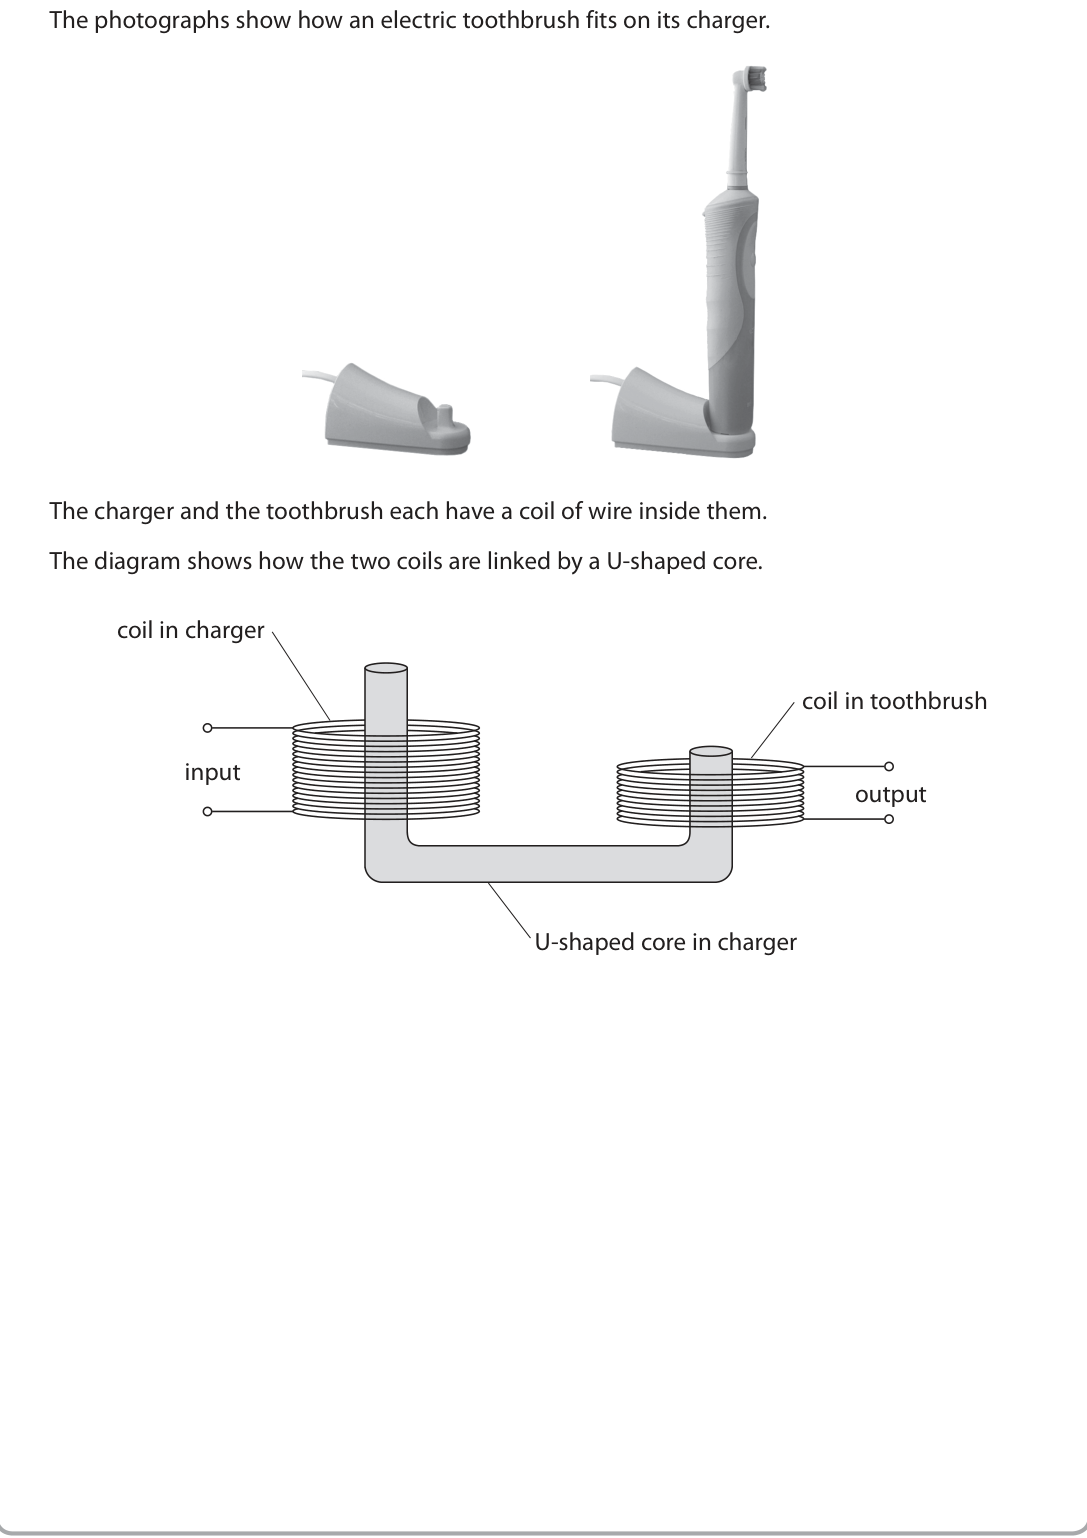 The photographs show how an electric toothbrush fits on its charger.
The charger and the toothbrush each have a coil of wire inside them.
The diagram shows how the two coils are linked by a U-shaped core.
coil in charger
coil in toothbrush
input
output
U-shaped core in charger